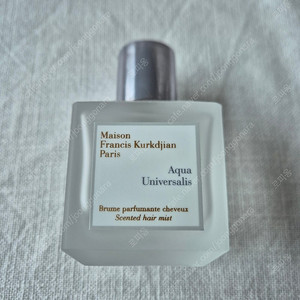 Maison
Francis Kurkdjian
Paris
Aqua
Universalis
Brume parfumante cheveux
Scented hair mist